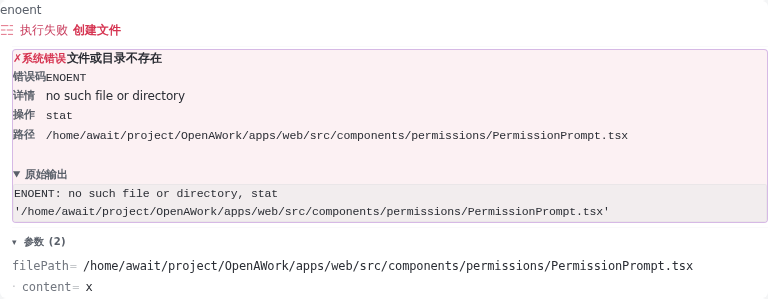 enoent
执行失败 创建文件
✗系统错误文件或目录不存在
错误码ENOENT
详情 no such file or directory
操作 stat
路径 /home/await/project/OpenAWork/apps/web/src/components/permissions/PermissionPrompt.tsx
▼ 原始输出
ENOENT: no such file or directory, stat
'/home/await/project/OpenAWork/apps/web/src/components/permissions/PermissionPrompt.tsx'
▾ 参数 (2)
filePath= /home/await/project/OpenAWork/apps/web/src/components/permissions/PermissionPrompt.tsx
· content= x